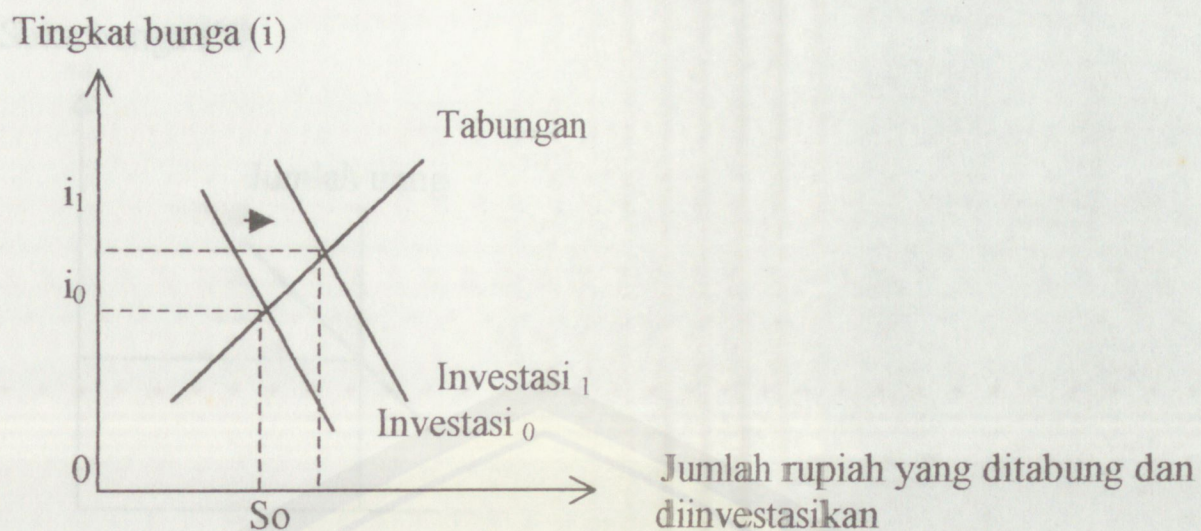 Tingkat bunga (i)
Tabungan
i₁
i₀
Investasi ₁
Investasi ₀
0
So
Jumlah rupiah yang ditabung dan
diinvestasikan